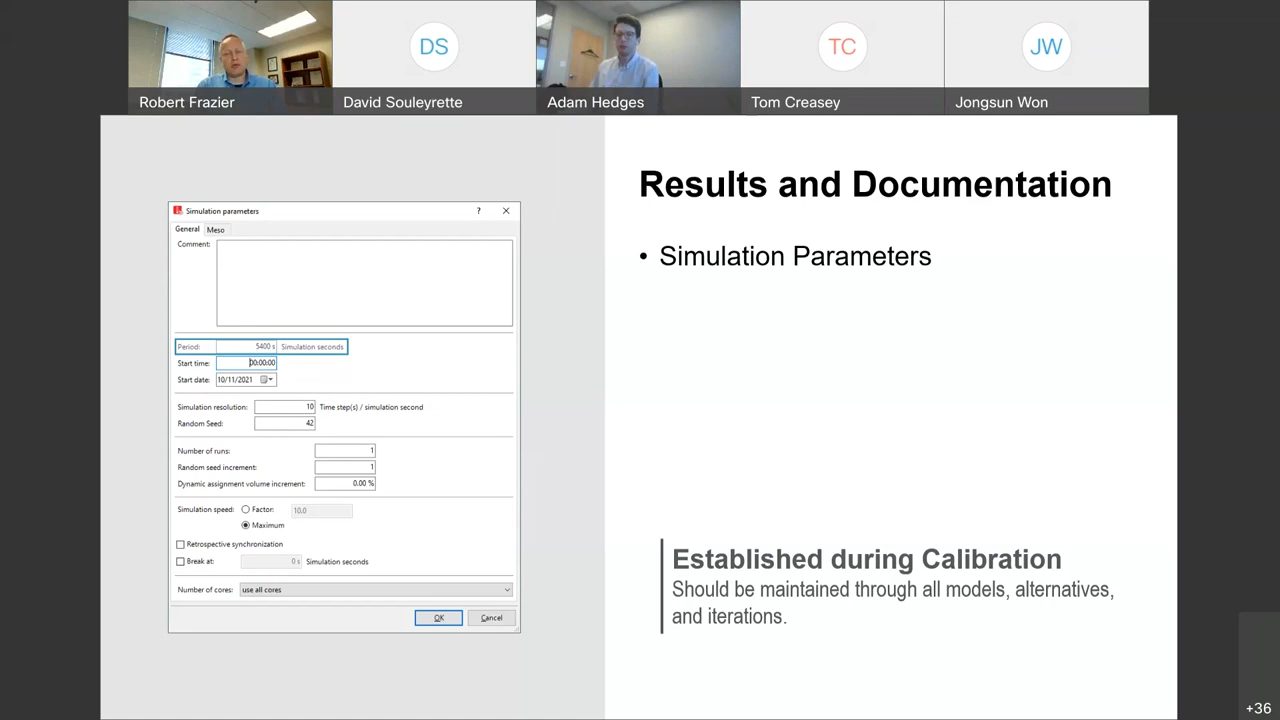 DS
TC
JW
Robert Frazier
David Souleyrette
Adam Hedges
Tom Creasey
Jongsun Won
Simulation parameters
?
General Meso
Comment:
Period: 5400 s Simulation seconds
Start time: 00:00:00
Start date: 10/11/2021
Simulation resolution: 10 Time step(s) / simulation second
Random Seed: 42
Number of runs: 1
Random seed increment: 1
Dynamic assignment volume increment: 0.00 %
Simulation speed: Factor: 10.0
Maximum
Retrospective synchronization
Break at: 0 s Simulation seconds
Number of cores: use all cores
OK Cancel
Results and Documentation
• Simulation Parameters
Established during Calibration
Should be maintained through all models, alternatives,
and iterations.
+36